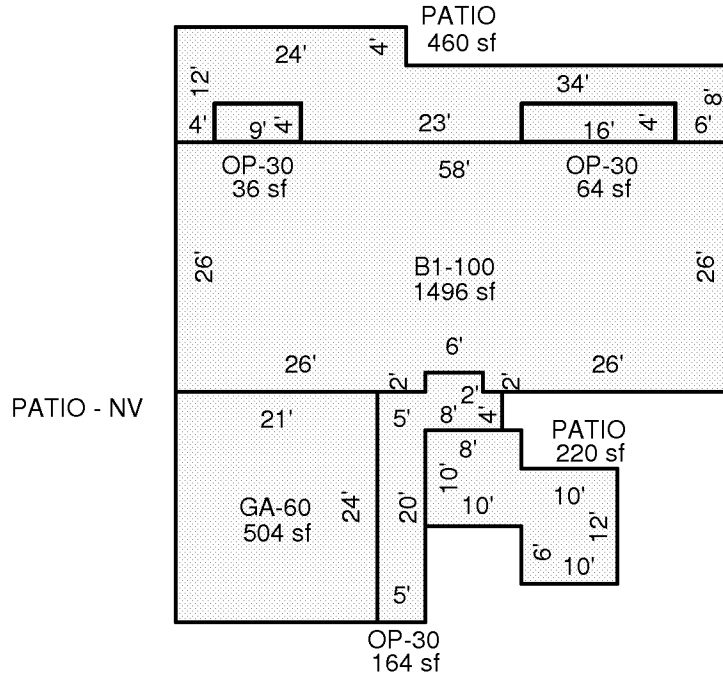 PATIO
460 sf
24'
4'
12'
34'
8'
4'
9'
4'
23'
16'
4'
6'
OP-30
36 sf
58'
OP-30
64 sf
26'
B1-100
1496 sf
26'
6'
26'
2'
2'
26'
PATIO - NV
21'
5'
2'
8'
4'
PATIO
220 sf
8'
10'
10'
10'
GA-60
504 sf
24'
20'
12'
6'
10'
5'
OP-30
164 sf